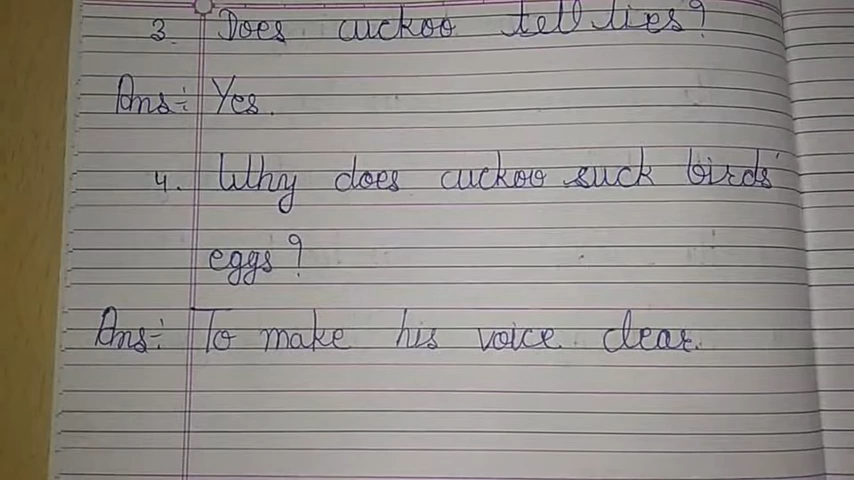 3. Does cuckoo tell lies?
Ans:- Yes.
4. Why does cuckoo suck birds'
eggs?
Ans:- To make his voice clear.